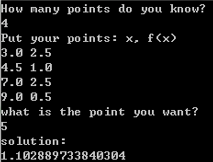 How many points do you know?
4
Put your points: x, f(x)
3.0 2.5
4.5 1.0
7.0 2.5
9.0 0.5
what is the point you want?
5
solution:
1.102889733840304